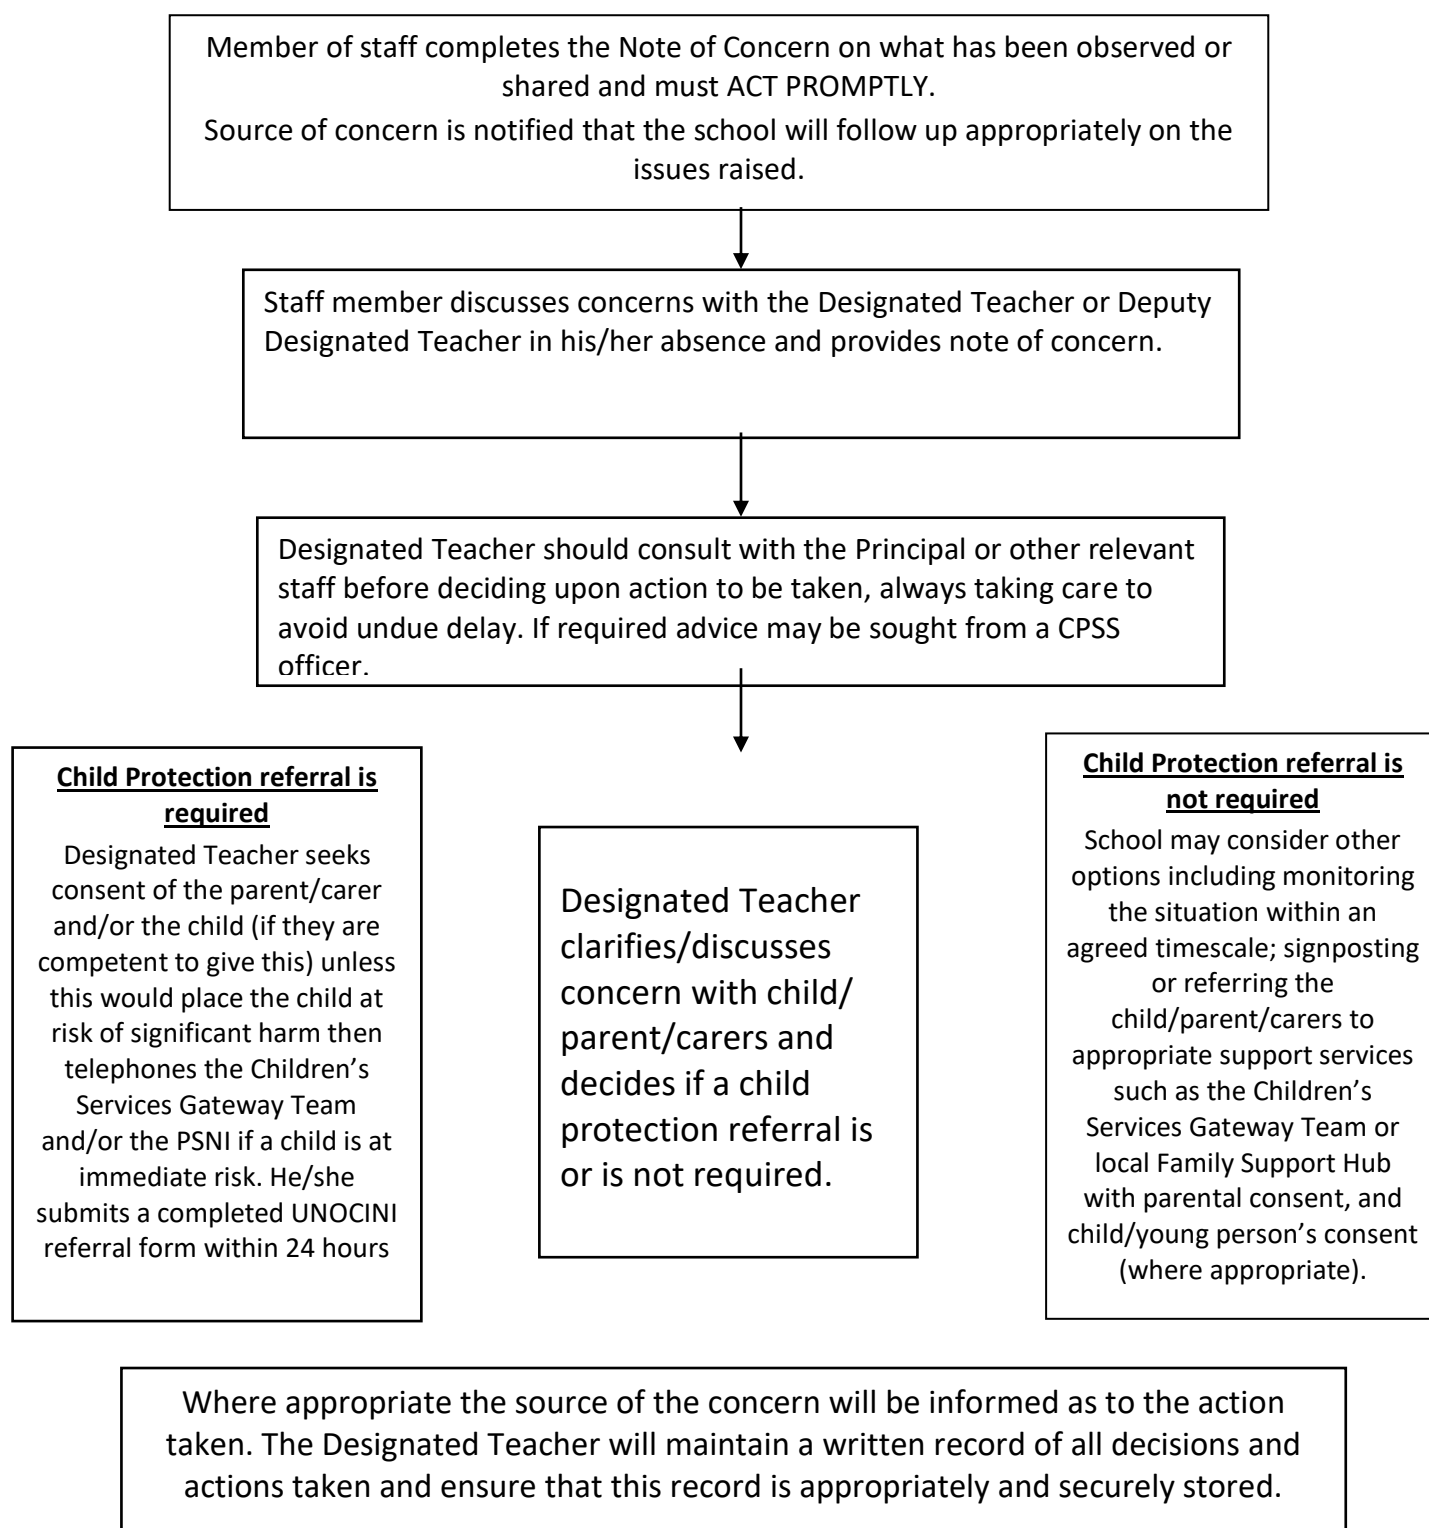 Member of staff completes the Note of Concern on what has been observed or
shared and must ACT PROMPTLY.
Source of concern is notified that the school will follow up appropriately on the
issues raised.
Staff member discusses concerns with the Designated Teacher or Deputy
Designated Teacher in his/her absence and provides note of concern.
Designated Teacher should consult with the Principal or other relevant
staff before deciding upon action to be taken, always taking care to
avoid undue delay. If required advice may be sought from a CPSS
officer.
Child Protection referral is
required
Designated Teacher seeks
consent of the parent/carer
and/or the child (if they are
competent to give this) unless
this would place the child at
risk of significant harm then
telephones the Children’s
Services Gateway Team
and/or the PSNI if a child is at
immediate risk. He/she
submits a completed UNOCINI
referral form within 24 hours
Designated Teacher
clarifies/discusses
concern with child/
parent/carers and
decides if a child
protection referral is
or is not required.
Child Protection referral is
not required
School may consider other
options including monitoring
the situation within an
agreed timescale; signposting
or referring the
child/parent/carers to
appropriate support services
such as the Children’s
Services Gateway Team or
local Family Support Hub
with parental consent, and
child/young person’s consent
(where appropriate).
Where appropriate the source of the concern will be informed as to the action
taken. The Designated Teacher will maintain a written record of all decisions and
actions taken and ensure that this record is appropriately and securely stored.